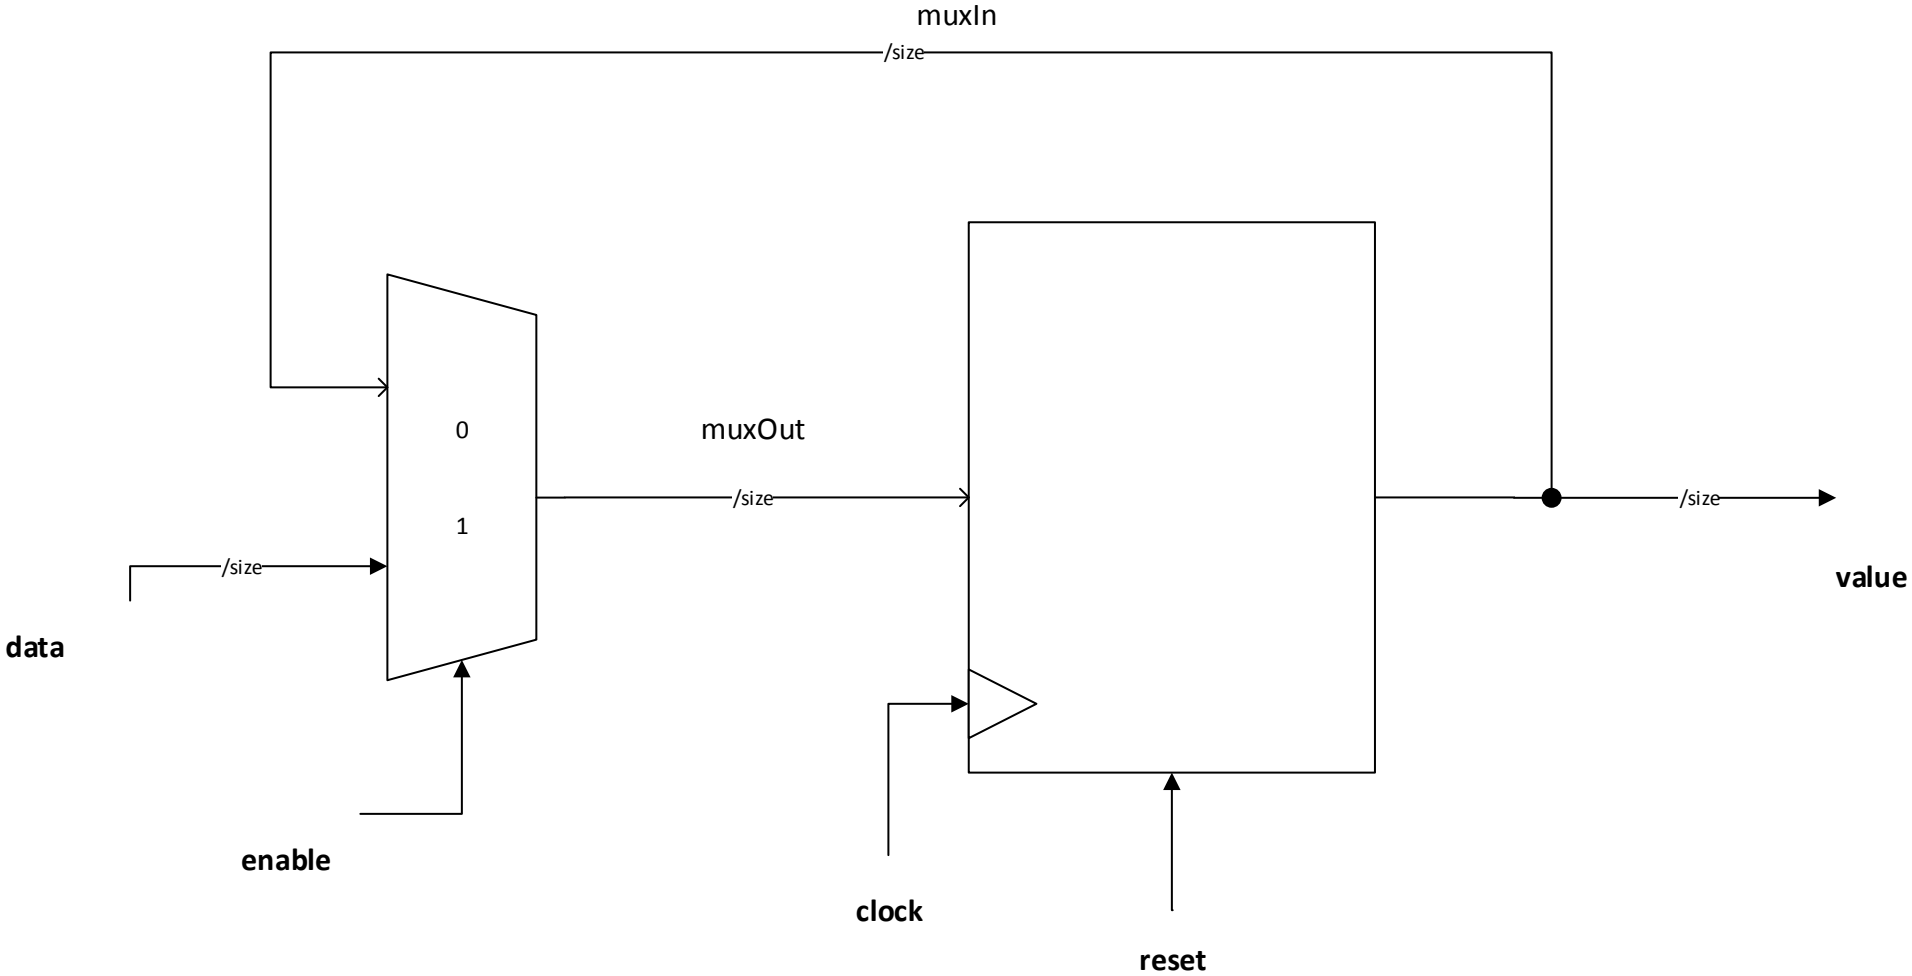 muxIn
/size
0
muxOut
/size
/size
1
/size
value
data
enable
clock
reset